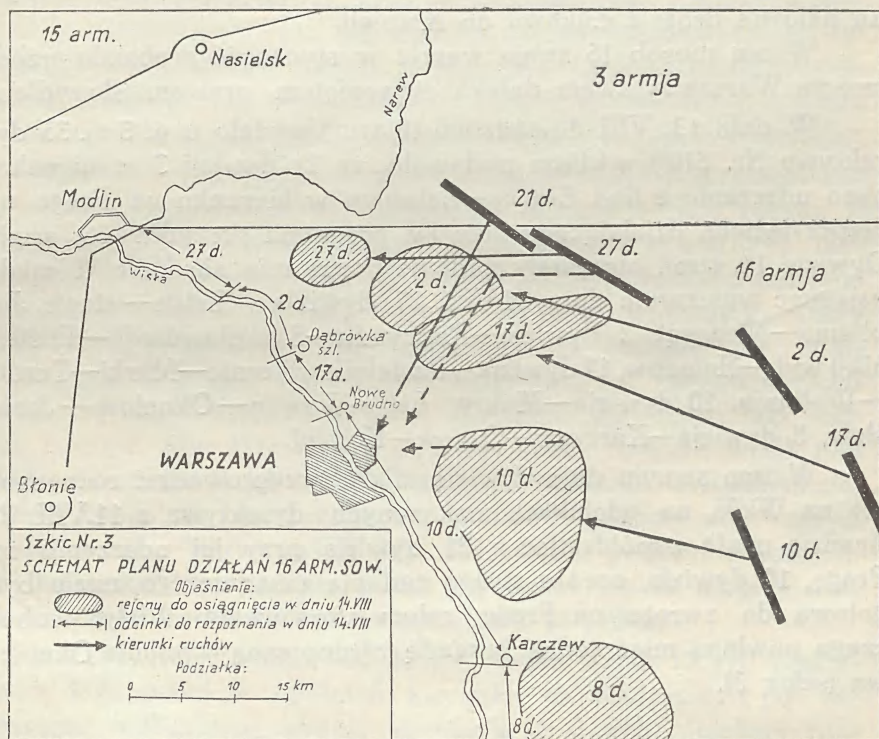 15 arm.
Nasielsk
Narew
3 armja
Modlin
21 d.
27 d.
27 d.
27 d.
Wisła
2 d.
2 d.
16 armja
Dąbrówka
szl.
17 d.
17 d.
2 d.
Nowe
Brudno
WARSZAWA
17 d.
Błonie
10 d.
10 d.
10 d.
Szkic Nr. 3
SCHEMAT PLANU DZIAŁAŃ 16 ARM. SOW.
Objaśnienie:
rejony do osiągnięcia w dniu 14.VIII
odcinki do rozpoznania w dniu 14.VIII
kierunki ruchów
Podziałka:
0 5 10 15 km
Karczew
8 d.
8 d.